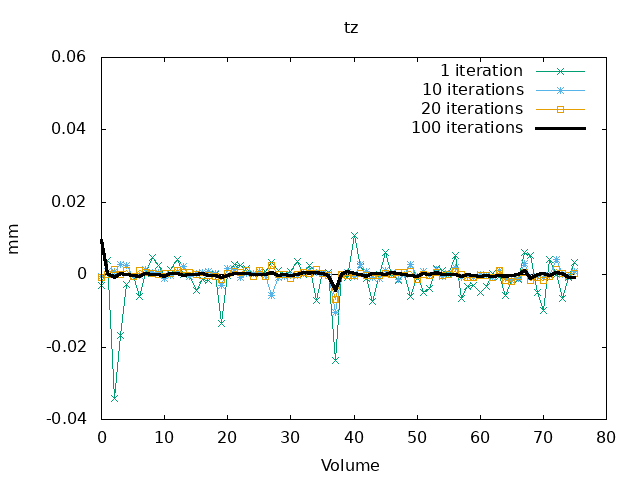 tz
0.06
0.04
0.02
0
-0.02
-0.04
mm
1 iteration
10 iterations
20 iterations
100 iterations
0 10 20 30 40 50 60 70 80
Volume